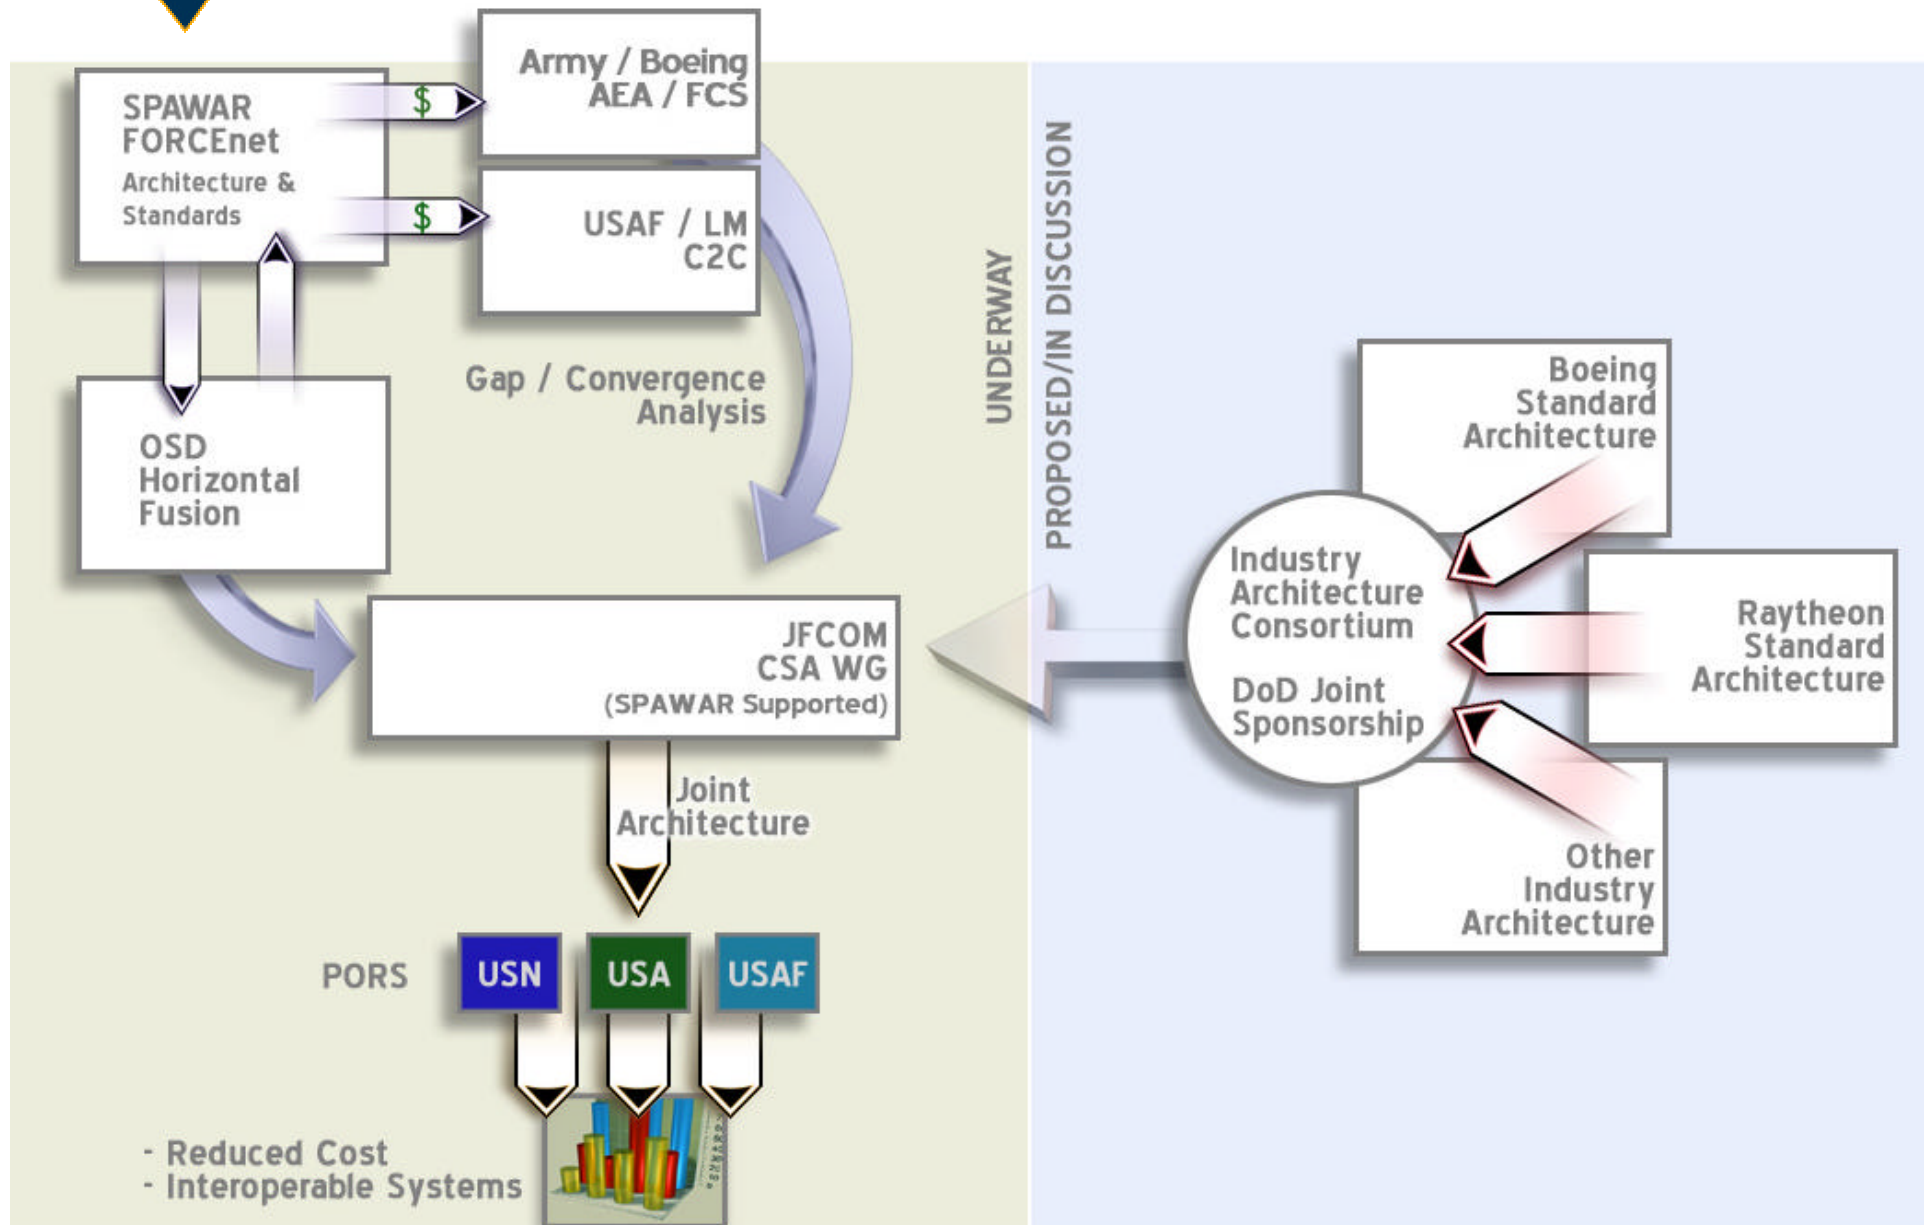 SPAWAR
FORCEnet
Architecture &
Standards
$
$
Army / Boeing
AEA / FCS
USAF / LM
C2C
Gap / Convergence
Analysis
OSD
Horizontal
Fusion
JFCOM
CSA WG
(SPAWAR Supported)
Joint
Architecture
PORS
USN
USA
USAF
- Reduced Cost
- Interoperable Systems
UNDERWAY
PROPOSED/IN DISCUSSION
Boeing
Standard
Architecture
Industry
Architecture
Consortium
DoD Joint
Sponsorship
Raytheon
Standard
Architecture
Other
Industry
Architecture